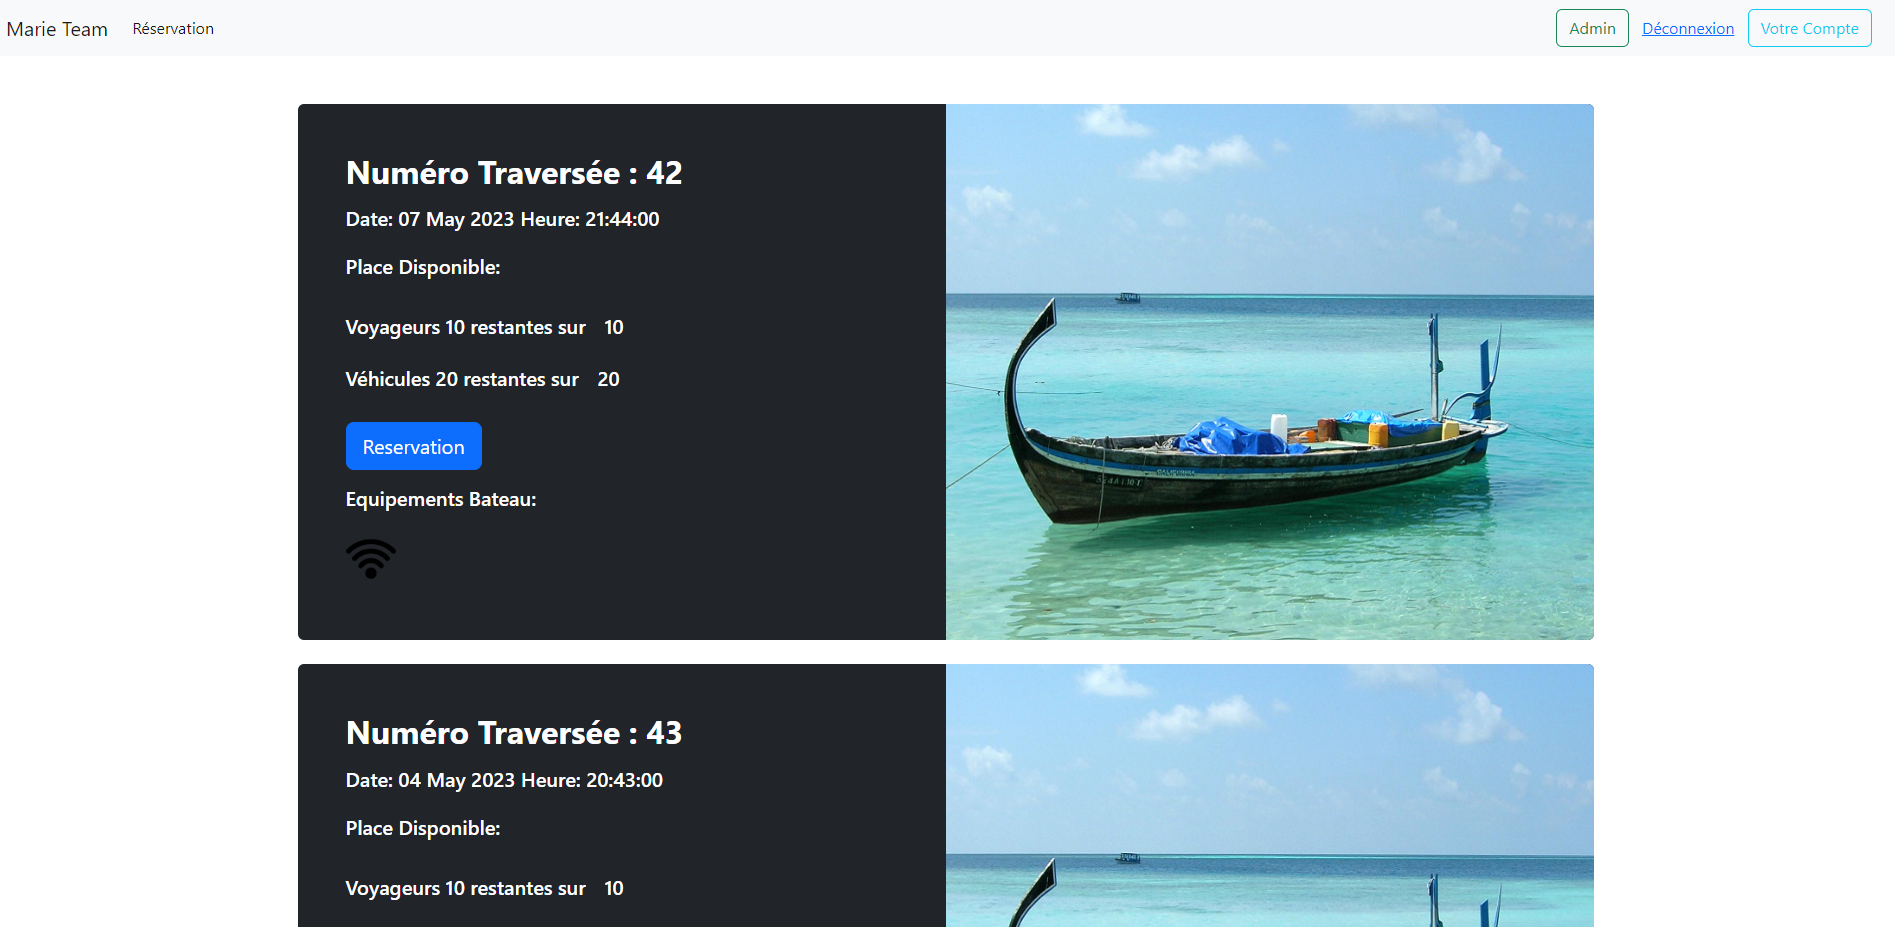 Marie Team Réservation Admin Déconnexion Votre Compte
Numéro Traversée : 42
Date: 07 May 2023 Heure: 21:44:00
Place Disponible:
Voyageurs 10 restantes sur 10
Véhicules 20 restantes sur 20
Reservation
Equipements Bateau:
Numéro Traversée : 43
Date: 04 May 2023 Heure: 20:43:00
Place Disponible:
Voyageurs 10 restantes sur 10